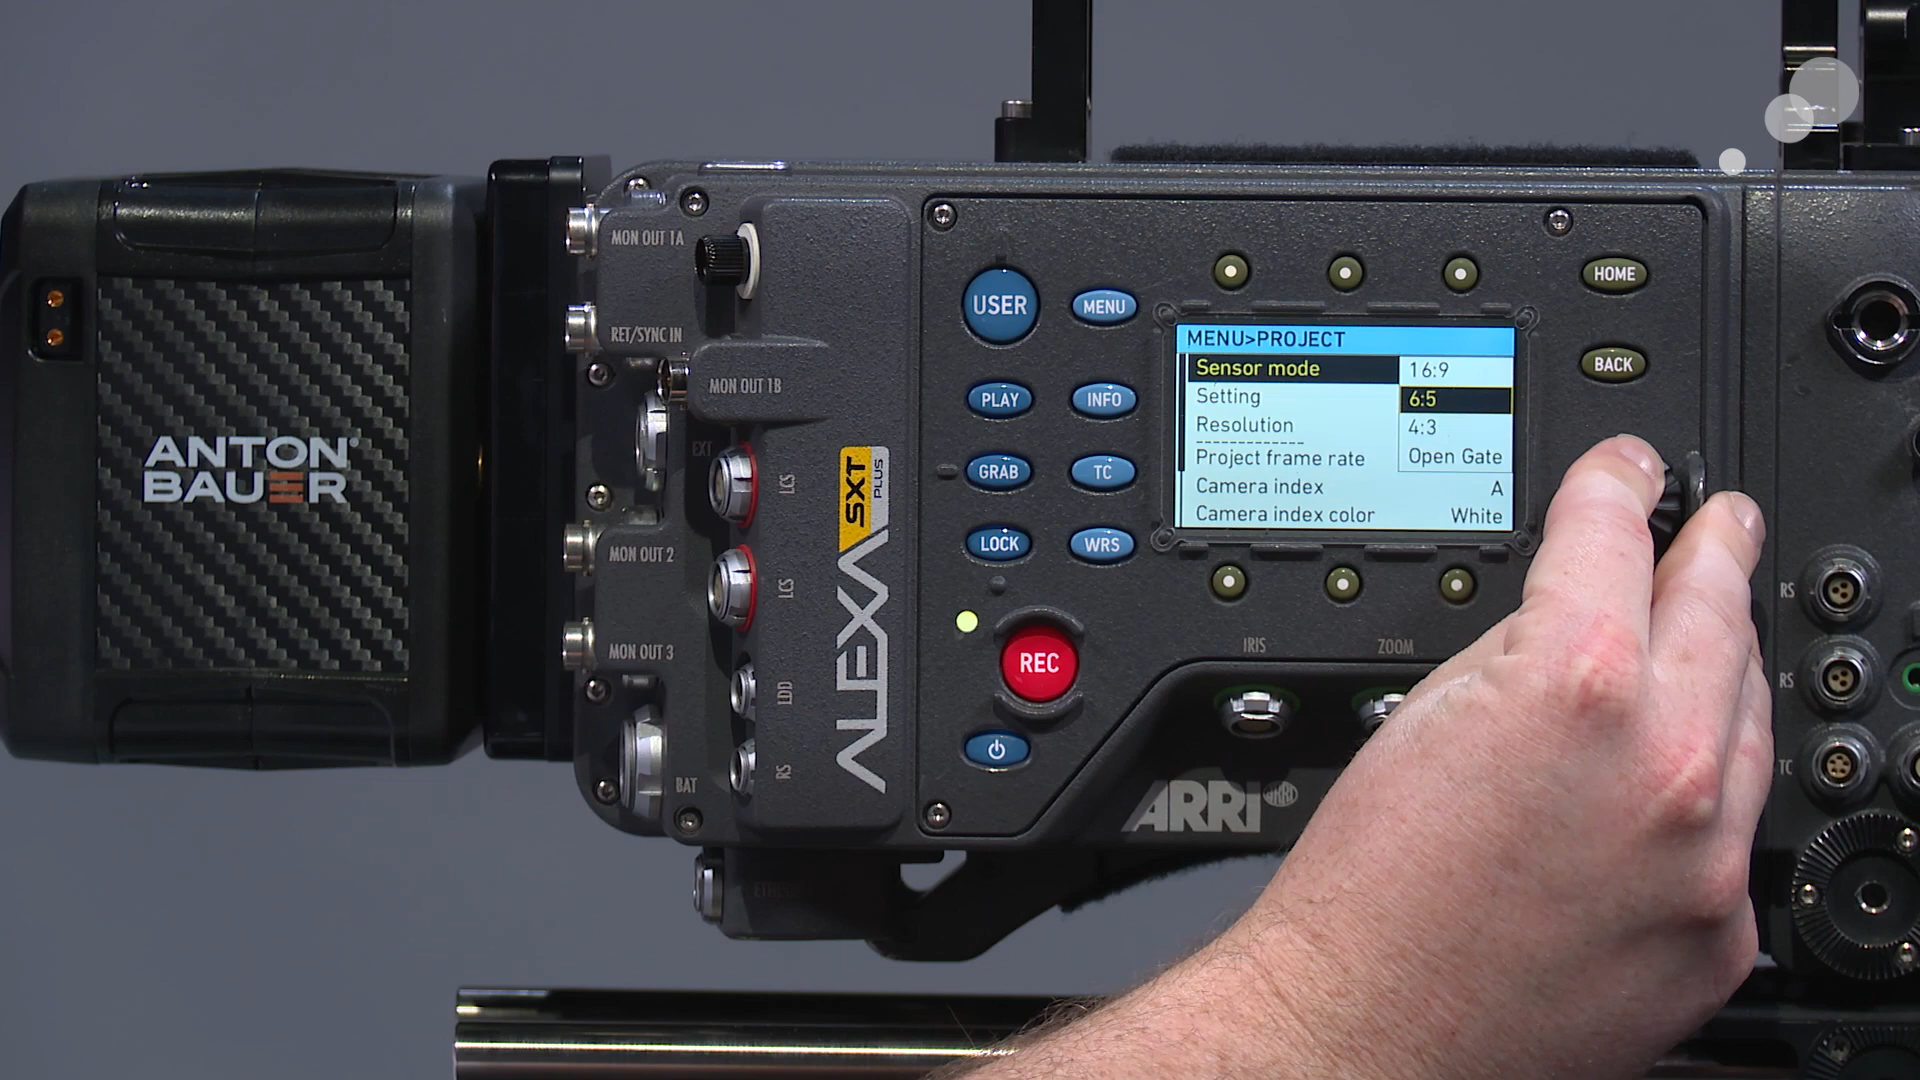 MON OUT 1A
RET/SYNC IN
MON OUT 1B
EXT
LCS
LCS
MON OUT 2
MON OUT 3
LDD
RS
BAT
ANTON
BAUER
ALEXA
SXT
PLUS
USER
MENU
PLAY
INFO
GRAB
TC
LOCK
WRS
REC
HOME
BACK
MENU>PROJECT
Sensor mode
16:9
Setting
6:5
Resolution
4:3
-------------
Project frame rate
Open Gate
Camera index A
Camera index color White
IRIS
ZOOM
ARRI
ARRI
RS
RS
TC